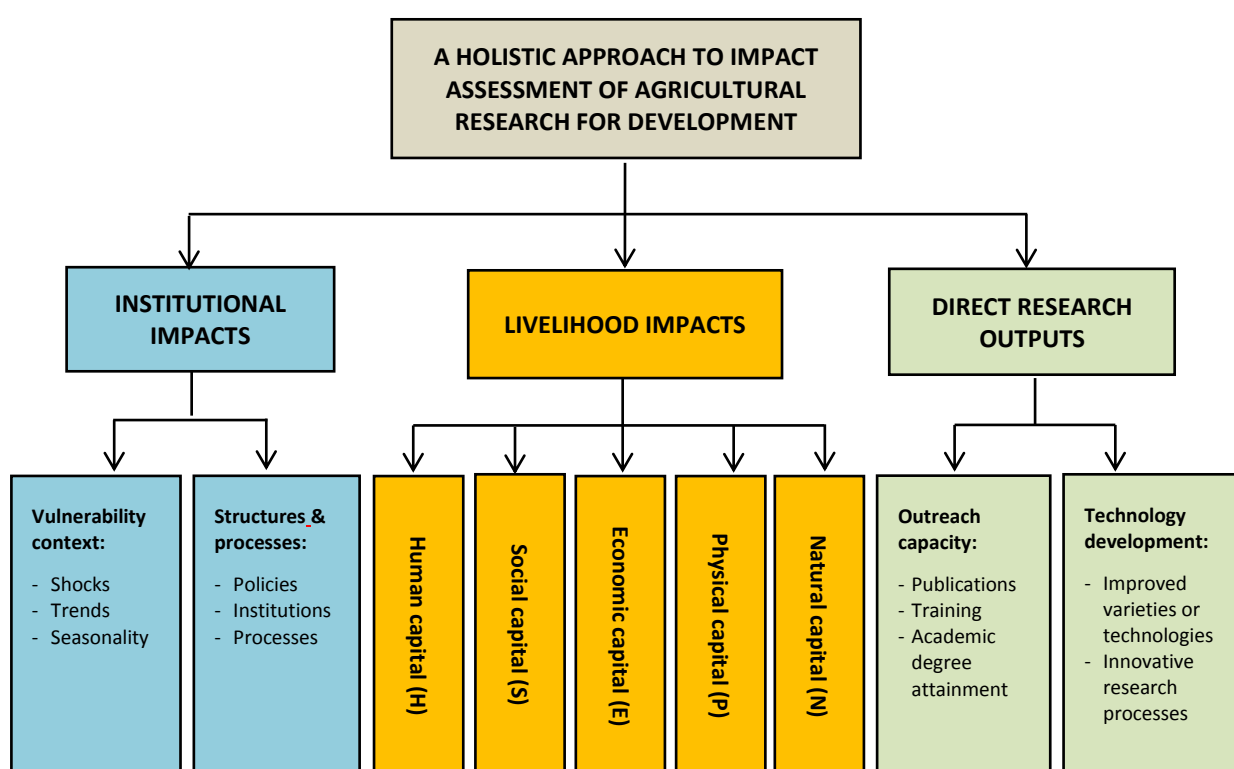 A HOLISTIC APPROACH TO IMPACT
ASSESSMENT OF AGRICULTURAL
RESEARCH FOR DEVELOPMENT
INSTITUTIONAL
IMPACTS
LIVELIHOOD IMPACTS
DIRECT RESEARCH
OUTPUTS
Vulnerability
context:
- Shocks
- Trends
- Seasonality
Structures &
processes:
- Policies
- Institutions
- Processes
Human capital (H)
Social capital (S)
Economic capital (E)
Physical capital (P)
Natural capital (N)
Outreach
capacity:
- Publications
- Training
- Academic
degree
attainment
Technology
development:
- Improved
varieties or
technologies
- Innovative
research
processes